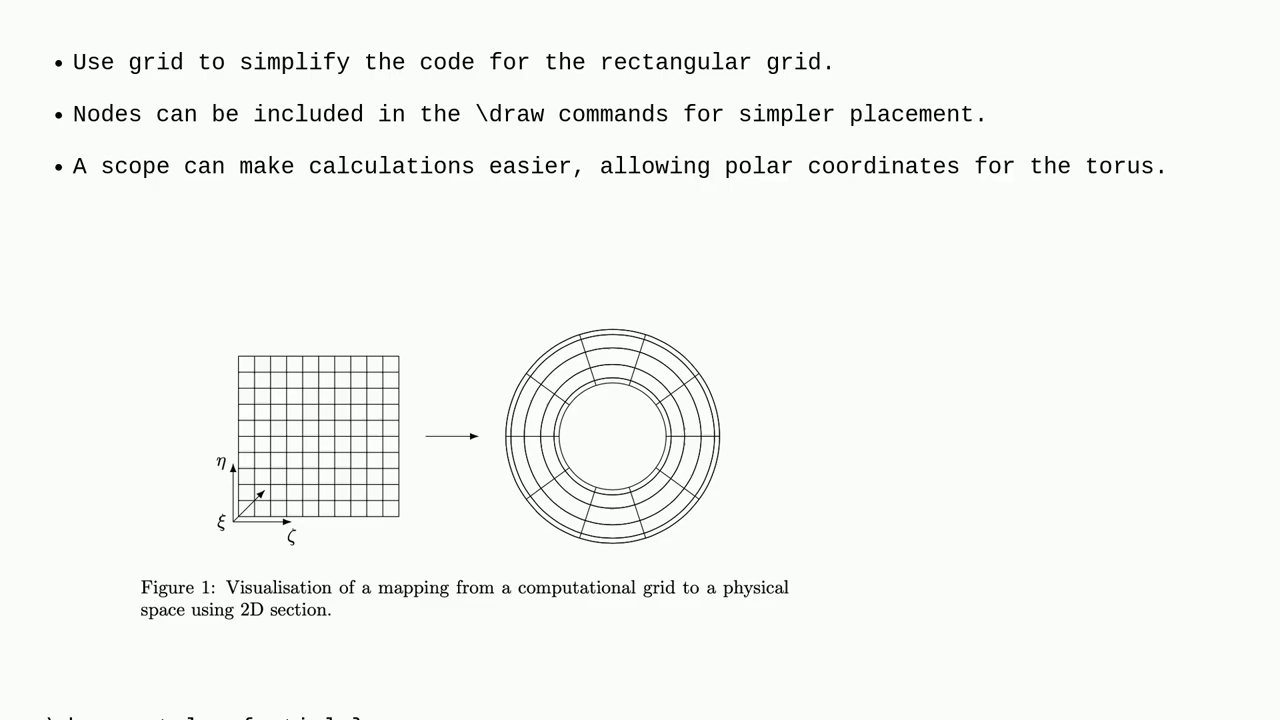 • Use grid to simplify the code for the rectangular grid.
• Nodes can be included in the \draw commands for simpler placement.
• A scope can make calculations easier, allowing polar coordinates for the torus.
η
ξ
ζ
Figure 1: Visualisation of a mapping from a computational grid to a physical
space using 2D section.